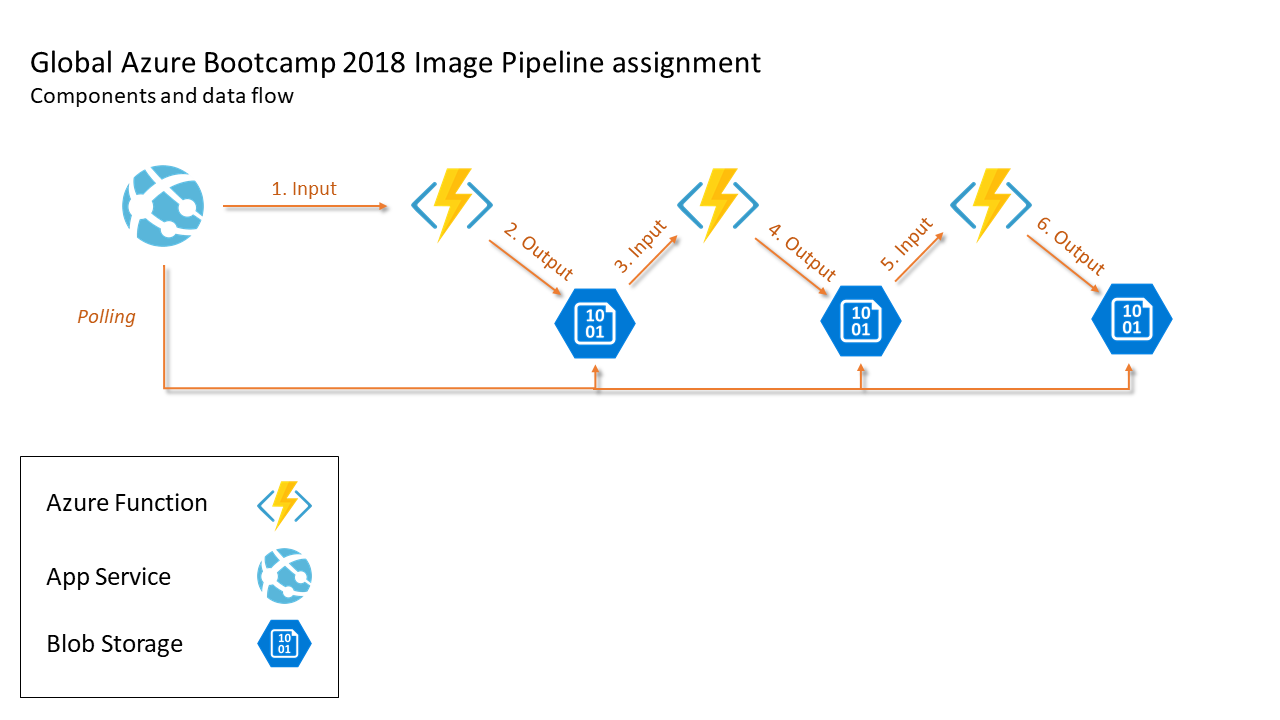 Global Azure Bootcamp 2018 Image Pipeline assignment
Components and data flow
1. Input
2. Output
3. Input
4. Output
5. Input
6. Output
10
01
10
01
10
01
Polling
Azure Function
App Service
Blob Storage
10
01